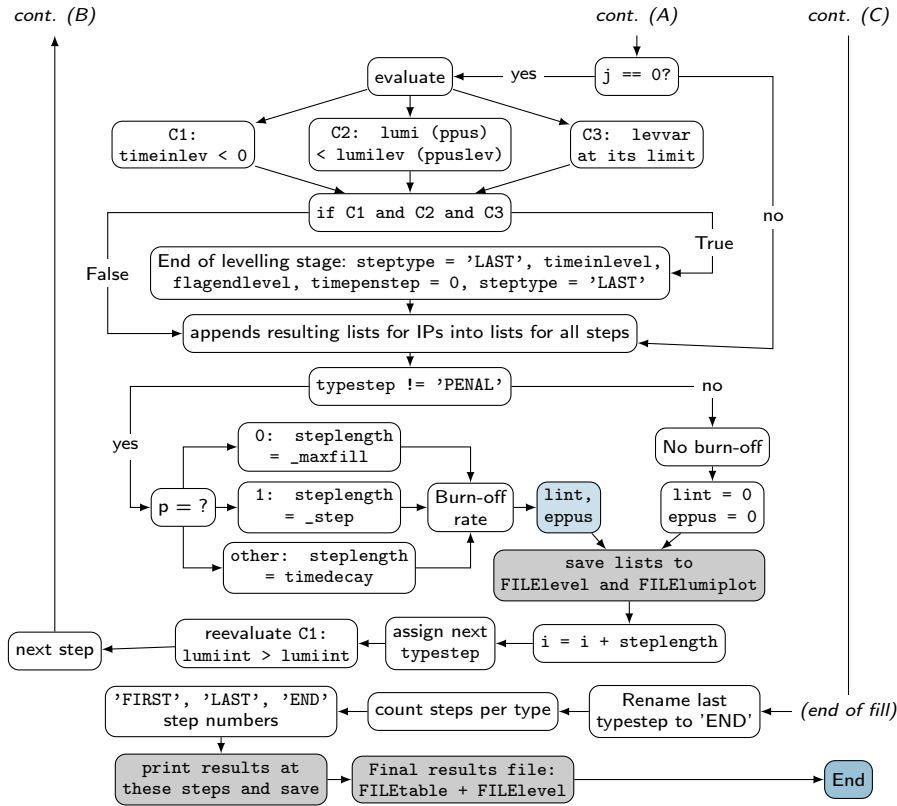 cont. (B)
cont. (A)
cont. (C)
evaluate
yes
j == 0?
C1:
timeinlev < 0
C2: lumi (ppus)
< lumilev (ppuslev)
C3: levvar
at its limit
if C1 and C2 and C3
no
True
False
End of levelling stage: steptype = 'LAST', timeinlevel,
flagendlevel, timepenstep = 0, steptype = 'LAST'
appends resulting lists for IPs into lists for all steps
typestep != 'PENAL'
no
yes
0: steplength
= _maxfill
No burn-off
p = ?
1: steplength
= _step
Burn-off
rate
lint,
eppus
lint = 0
eppus = 0
other: steplength
= timedecay
save lists to
FILElevel and FILElumiplot
next step
reevaluate C1:
lumiint > lumiint
assign next
typestep
i = i + steplength
'FIRST', 'LAST', 'END'
step numbers
count steps per type
Rename last
typestep to 'END'
(end of fill)
print results at
these steps and save
Final results file:
FILEtable + FILElevel
End